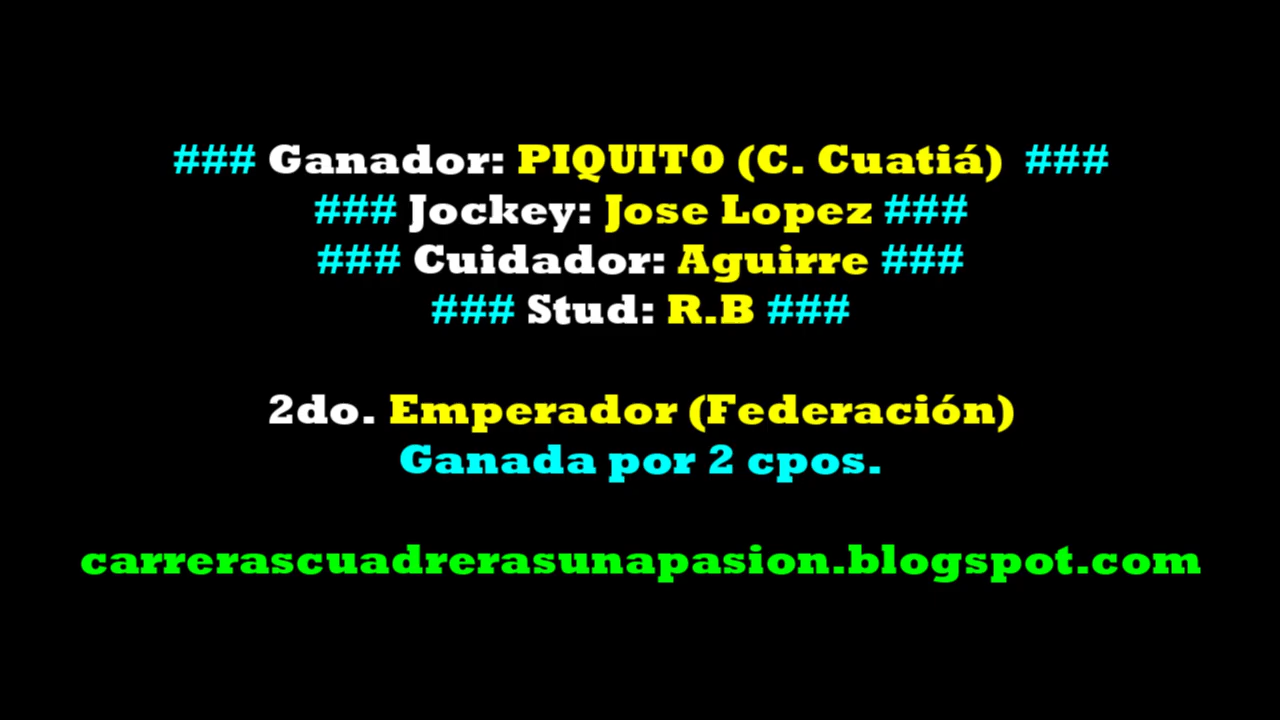 ### Ganador: PIQUITO (C. Cuatiá) ###
### Jockey: Jose Lopez ###
### Cuidador: Aguirre ###
### Stud: R.B ###
2do. Emperador (Federación)
Ganada por 2 cpos.
carrerascuadrerasunapasion.blogspot.com